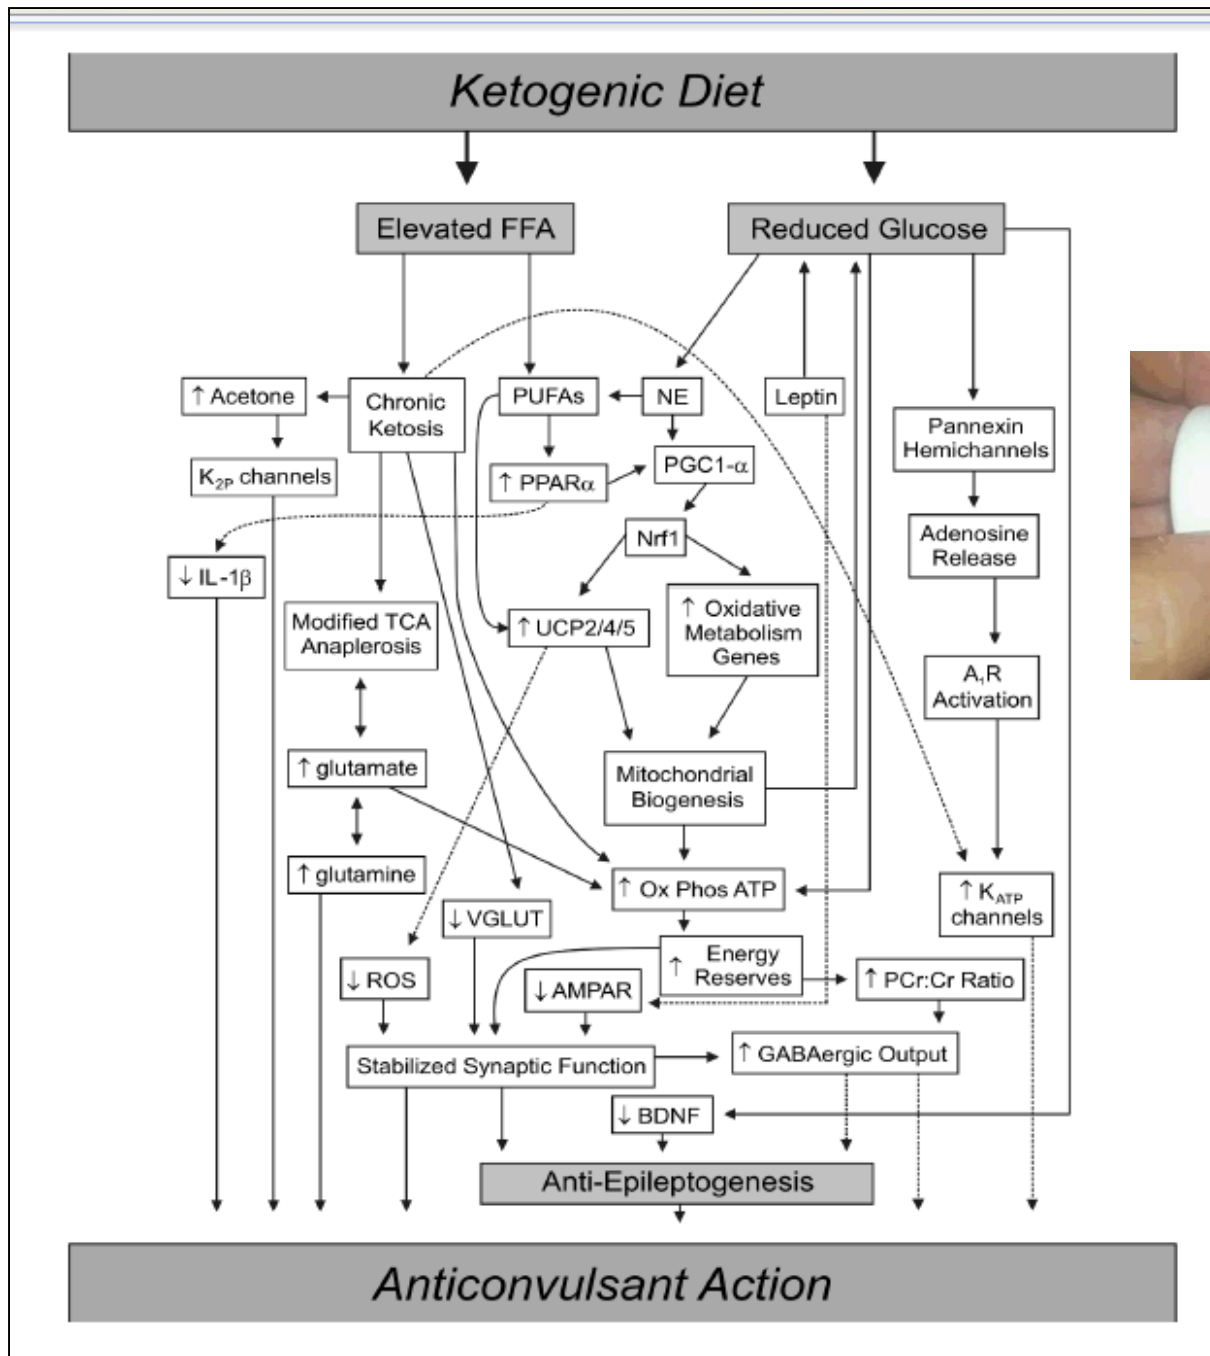 Ketogenic Diet
Elevated FFA
Reduced Glucose
↑ Acetone
Chronic
Ketosis
PUFAs
NE
Leptin
Pannexin
Hemichannels
K2P channels
↑ PPARα
PGC1-α
Nrf1
Adenosine
Release
↓ IL-1β
Modified TCA
Anaplerosis
↑ UCP2/4/5
↑ Oxidative
Metabolism
Genes
A,R
Activation
↑ glutamate
Mitochondrial
Biogenesis
↑ glutamine
↑ Ox Phos ATP
↑ KATP
channels
↓ VGLUT
↑ Energy
Reserves
↓ ROS
↓ AMPAR
↑ PCr:Cr Ratio
Stabilized Synaptic Function
↑ GABAergic Output
↓ BDNF
Anti-Epileptogenesis
Anticonvulsant Action